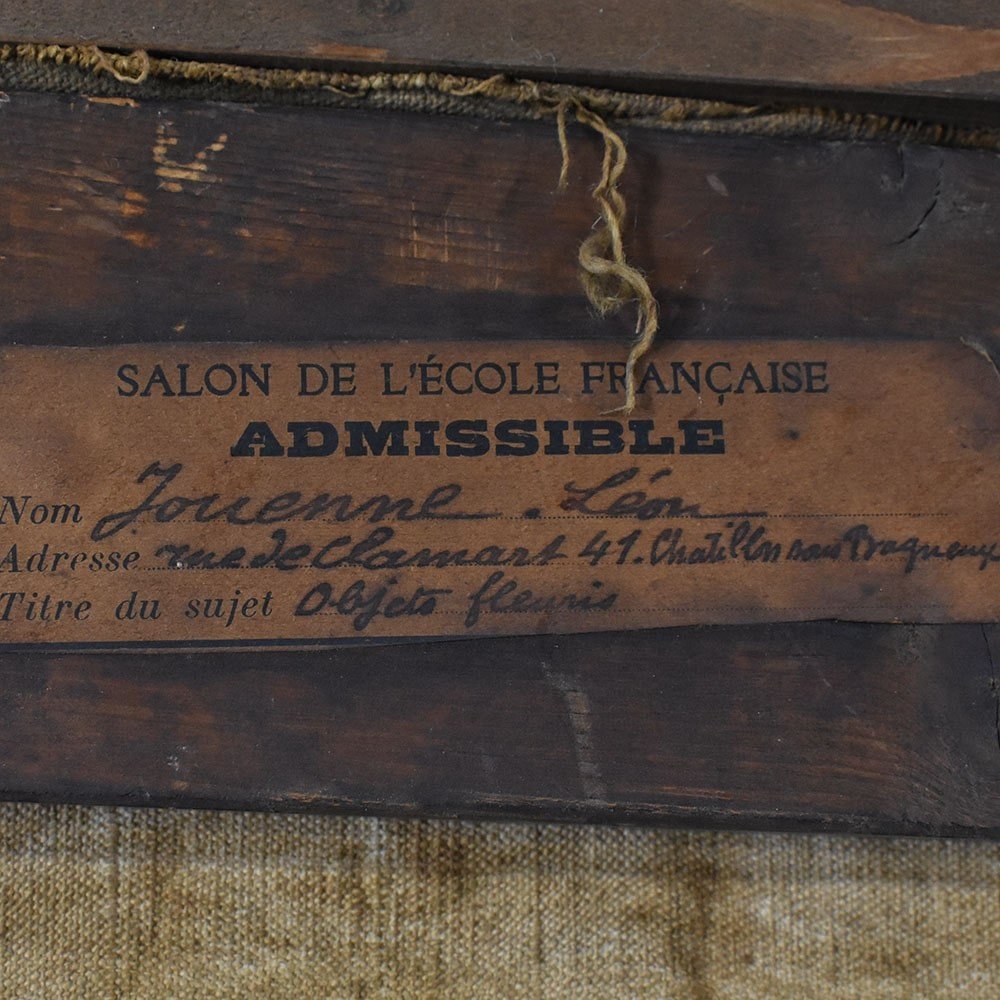 SALON DE L'ÉCOLE FRANÇAISE
ADMISSIBLE
Nom Jouenne. Léon
Adresse rue de Clamart 41. Chatillon sous Bagneux
Titre du sujet Objets fleuris